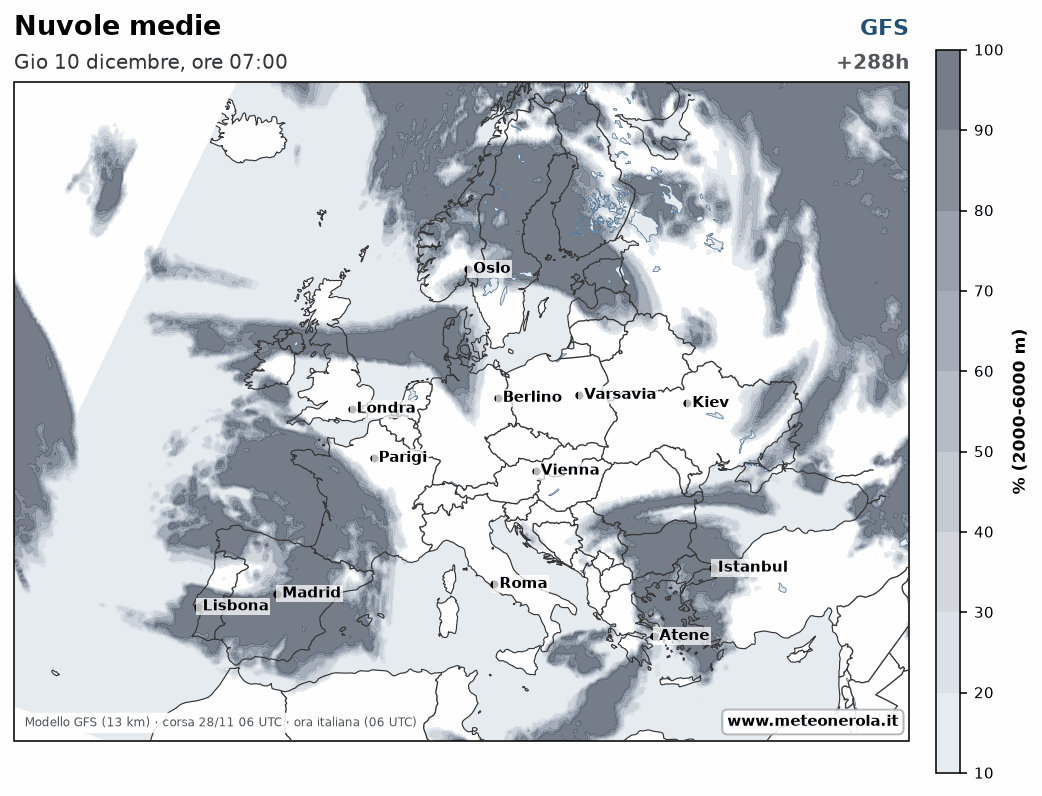 Nuvole medie
GFS
Gio 10 dicembre, ore 07:00
+288h
100
90
80
70
60
50
40
30
20
10
% (2000-6000 m)
Oslo
Londra
Berlino
Varsavia
Kiev
Parigi
Vienna
Istanbul
Roma
Madrid
Lisbona
Atene
Modello GFS (13 km) · corsa 28/11 06 UTC · ora italiana (06 UTC)
www.meteonerola.it